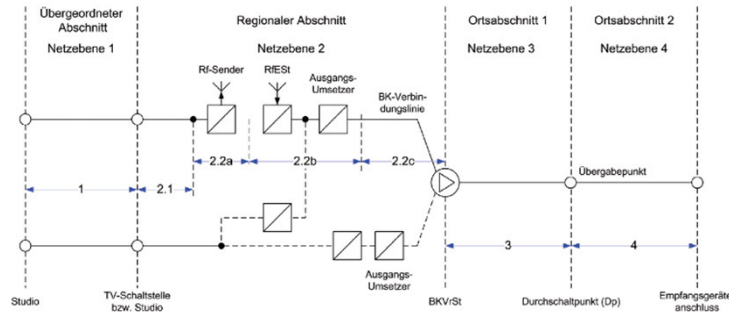 Übergeordneter
Abschnitt
Netzebene 1
Regionaler Abschnitt
Netzebene 2
Ortsabschnitt 1
Netzebene 3
Ortsabschnitt 2
Netzebene 4
Rf-Sender
RfESt
Ausgangs-
Umsetzer
BK-Verbin-
dungslinie
2.2a
2.2b
2.2c
1
2.1
Übergabepunkt
3
4
Ausgangs-
Umsetzer
Studio
TV-Schaltstelle
bzw. Studio
BKVrSt
Durchschaltpunkt (Dp)
Empfangsgeräte
anschluss